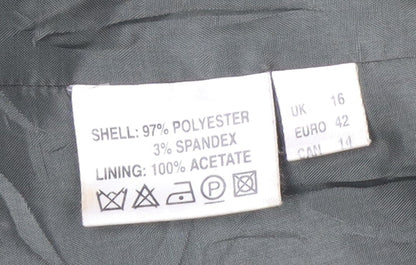 SHELL: 97% POLYESTER
3% SPANDEX
LINING: 100% ACETATE
P
UK 16
EURO 42
CAN 14